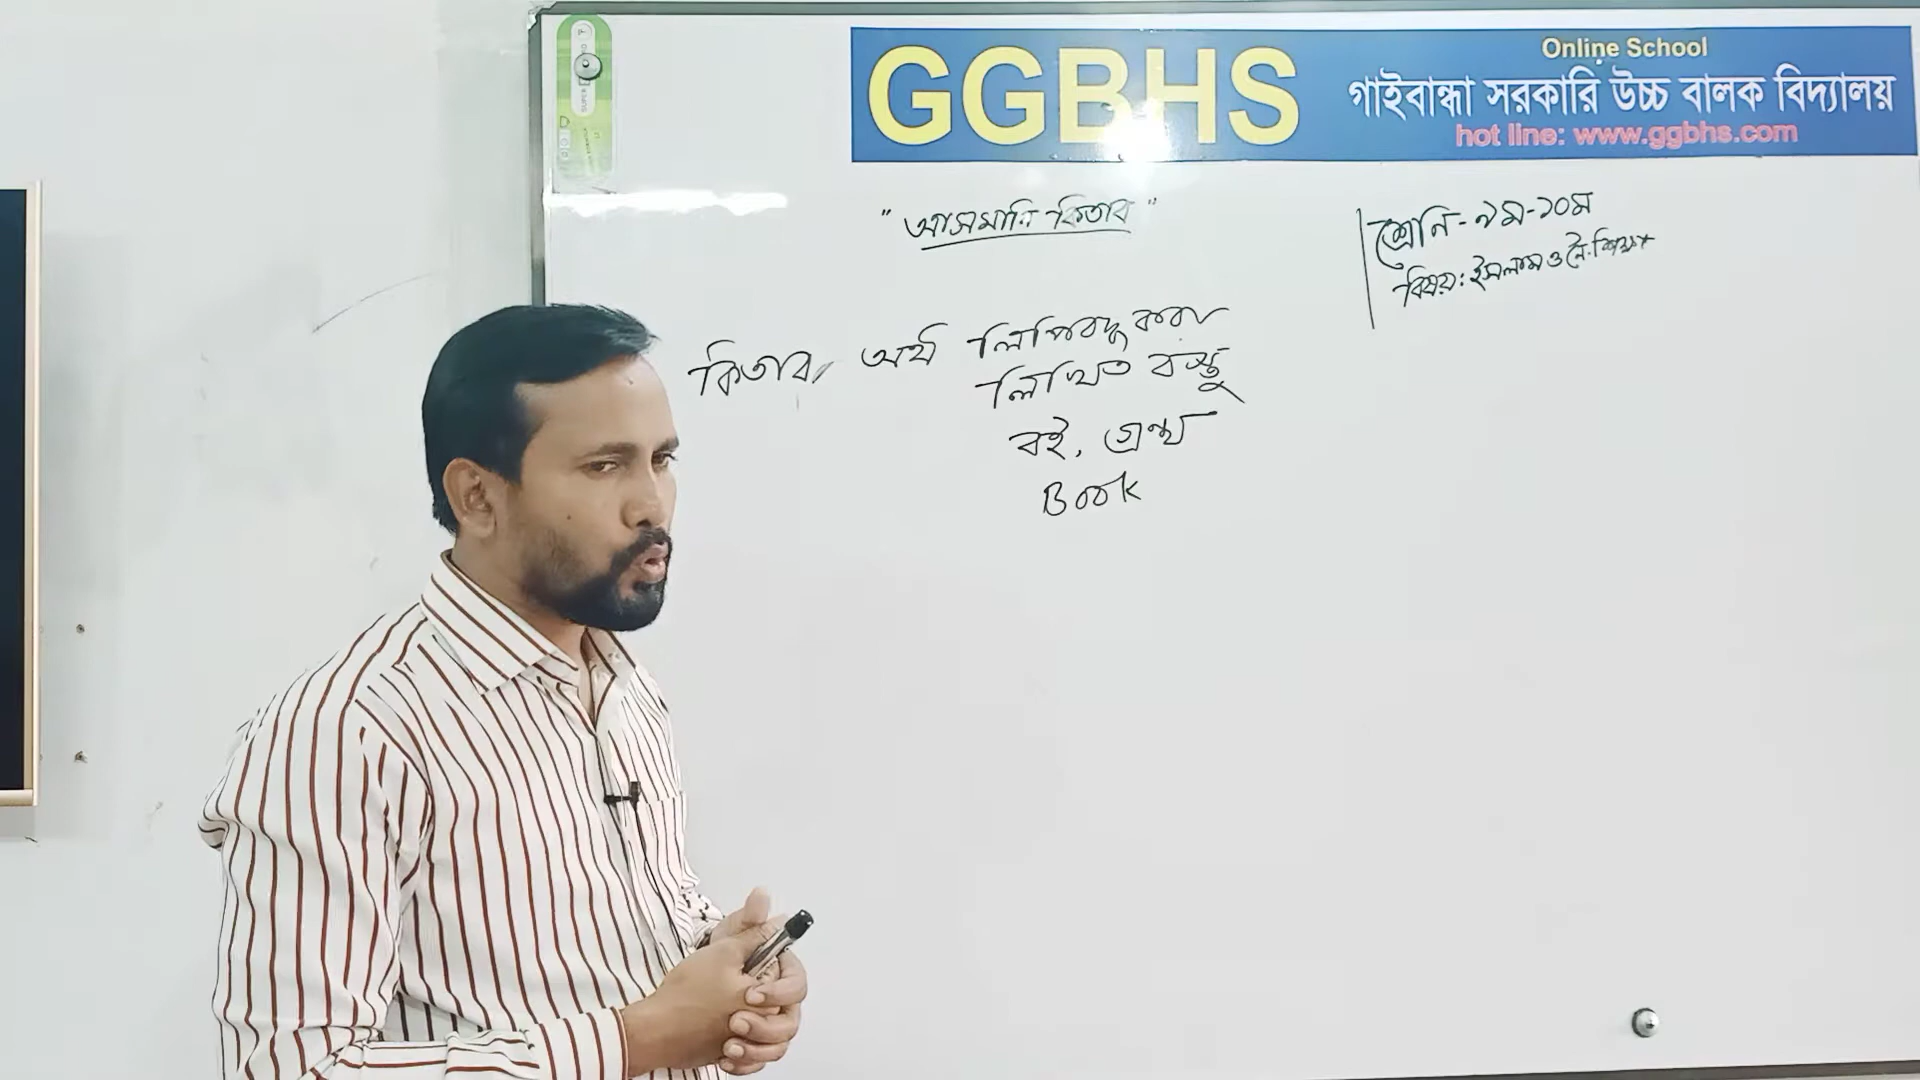 GGBHS
Online School
গাইবান্ধা সরকারি উচ্চ বালক বিদ্যালয়
hot line: www.ggbhs.com
"আসমানি কিতাব"
শ্রেনি-৯ম-১০ম
বিষয়: ইসলাম ও নৈ.শিক্ষা
কিতাব, অর্থ লিপিবদ্ধ করা
লিখিত বস্তু
বই, গ্রন্থ
Book